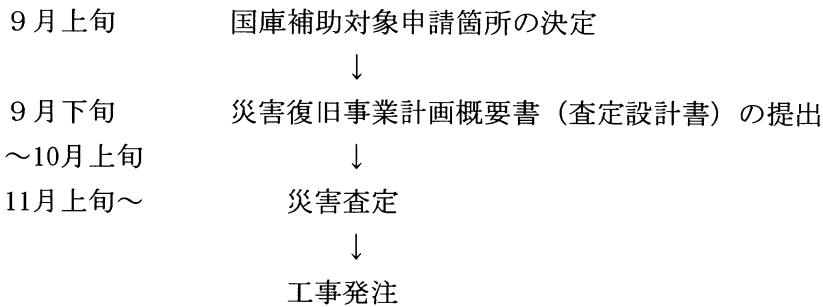 ９月上旬　国庫補助対象申請箇所の決定
↓
９月下旬　災害復旧事業計画概要書（査定設計書）の提出
～10月上旬　↓
11月上旬～　災害査定
↓
工事発注